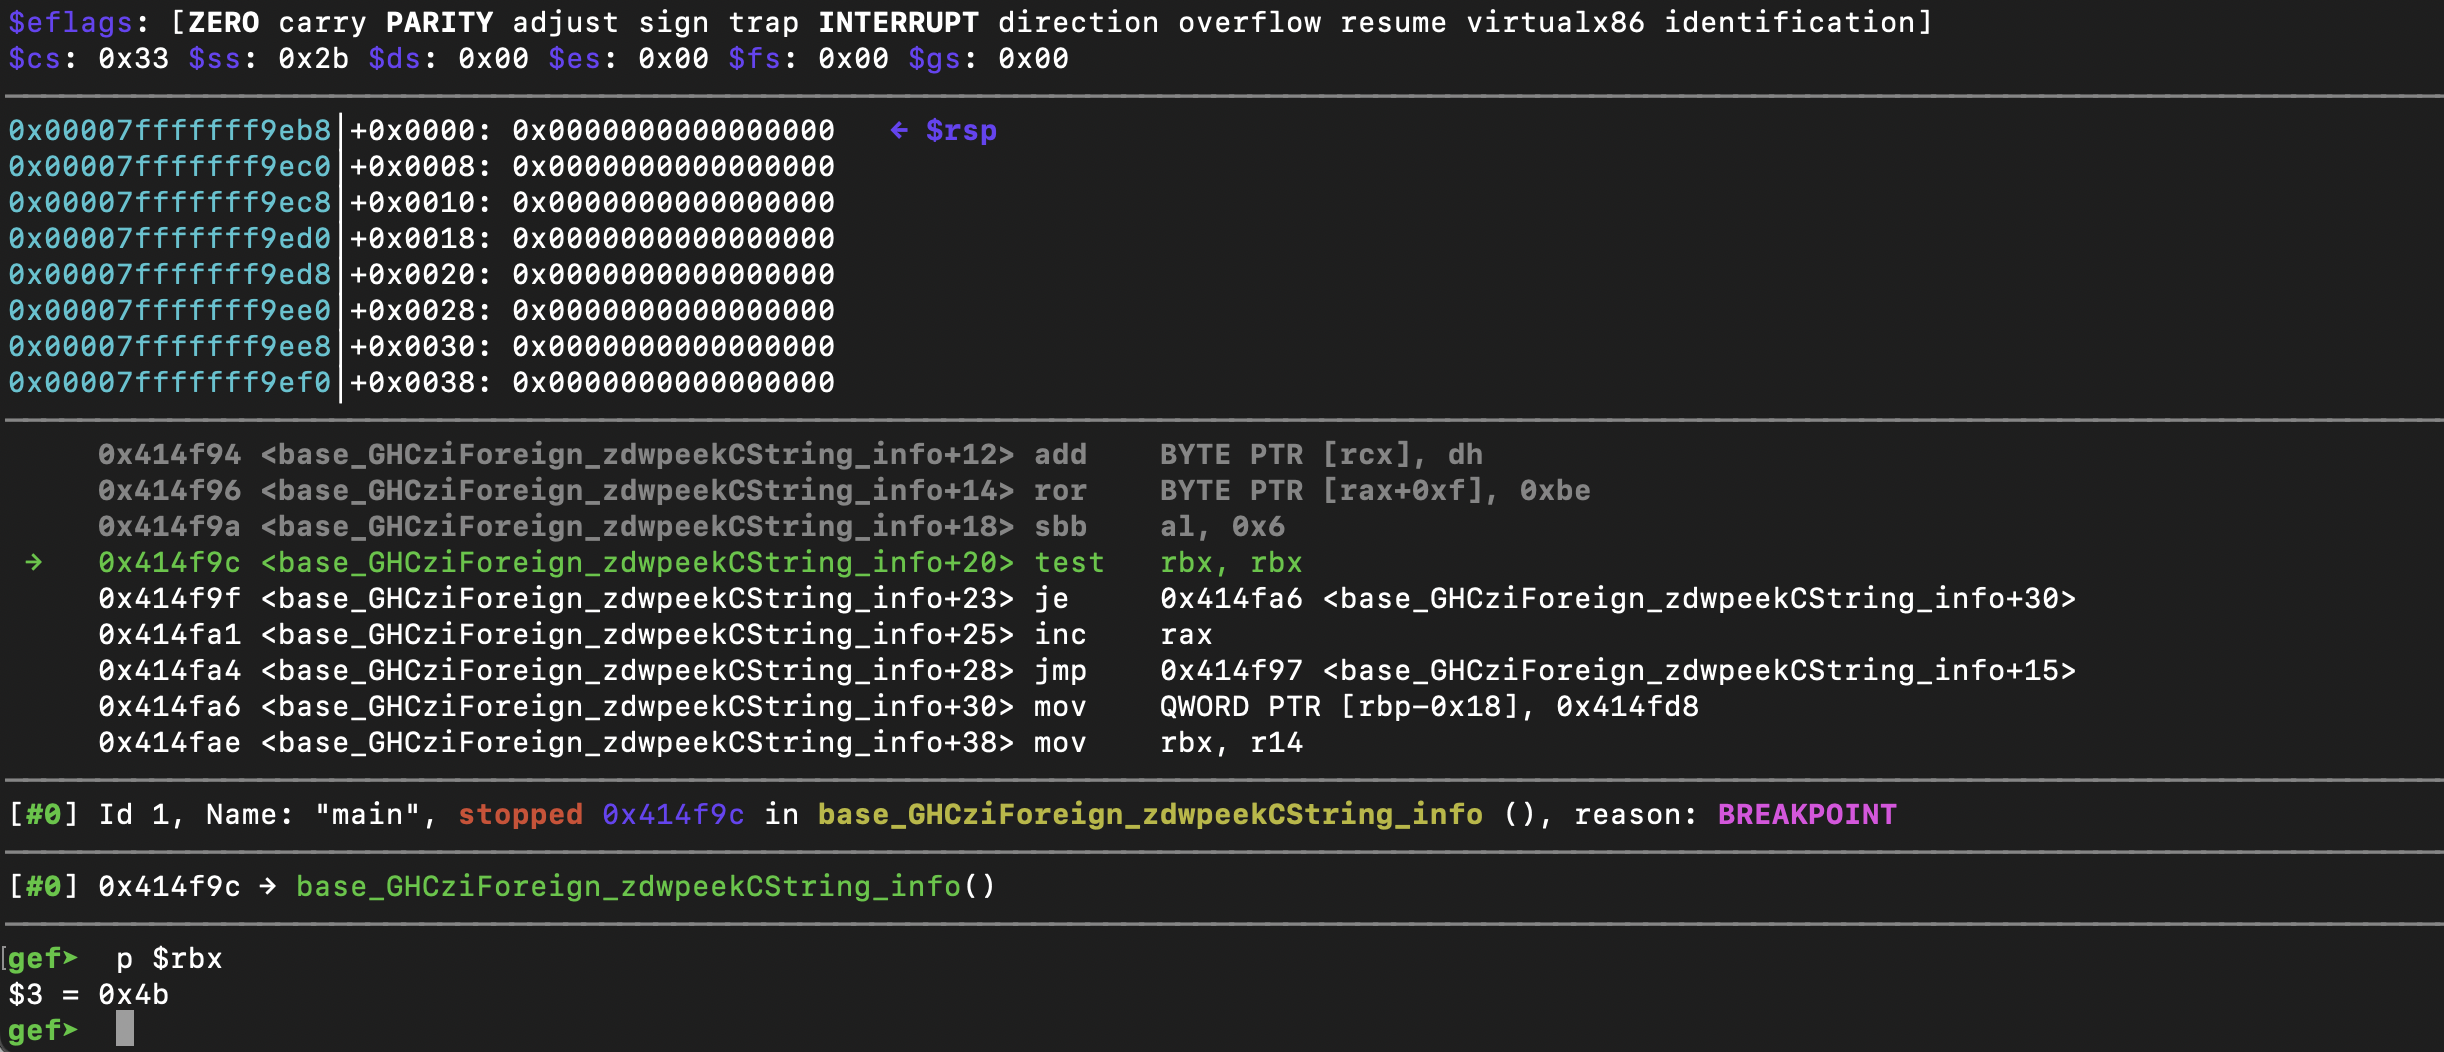 $eflags: [ZERO carry PARITY adjust sign trap INTERRUPT direction overflow resume virtualx86 identification]
$cs: 0x33 $ss: 0x2b $ds: 0x00 $es: 0x00 $fs: 0x00 $gs: 0x00
0x00007fffffff9eb8│+0x0000: 0x0000000000000000   ← $rsp
0x00007fffffff9ec0│+0x0008: 0x0000000000000000
0x00007fffffff9ec8│+0x0010: 0x0000000000000000
0x00007fffffff9ed0│+0x0018: 0x0000000000000000
0x00007fffffff9ed8│+0x0020: 0x0000000000000000
0x00007fffffff9ee0│+0x0028: 0x0000000000000000
0x00007fffffff9ee8│+0x0030: 0x0000000000000000
0x00007fffffff9ef0│+0x0038: 0x0000000000000000
0x414f94 <base_GHCziForeign_zdwpeekCString_info+12> add    BYTE PTR [rcx], dh
0x414f96 <base_GHCziForeign_zdwpeekCString_info+14> ror    BYTE PTR [rax+0xf], 0xbe
0x414f9a <base_GHCziForeign_zdwpeekCString_info+18> sbb    al, 0x6
→   0x414f9c <base_GHCziForeign_zdwpeekCString_info+20> test   rbx, rbx
0x414f9f <base_GHCziForeign_zdwpeekCString_info+23> je     0x414fa6 <base_GHCziForeign_zdwpeekCString_info+30>
0x414fa1 <base_GHCziForeign_zdwpeekCString_info+25> inc    rax
0x414fa4 <base_GHCziForeign_zdwpeekCString_info+28> jmp    0x414f97 <base_GHCziForeign_zdwpeekCString_info+15>
0x414fa6 <base_GHCziForeign_zdwpeekCString_info+30> mov    QWORD PTR [rbp-0x18], 0x414fd8
0x414fae <base_GHCziForeign_zdwpeekCString_info+38> mov    rbx, r14
[#0] Id 1, Name: "main", stopped 0x414f9c in base_GHCziForeign_zdwpeekCString_info (), reason: BREAKPOINT
[#0] 0x414f9c → base_GHCziForeign_zdwpeekCString_info()
[gef➤  p $rbx
$3 = 0x4b
gef➤